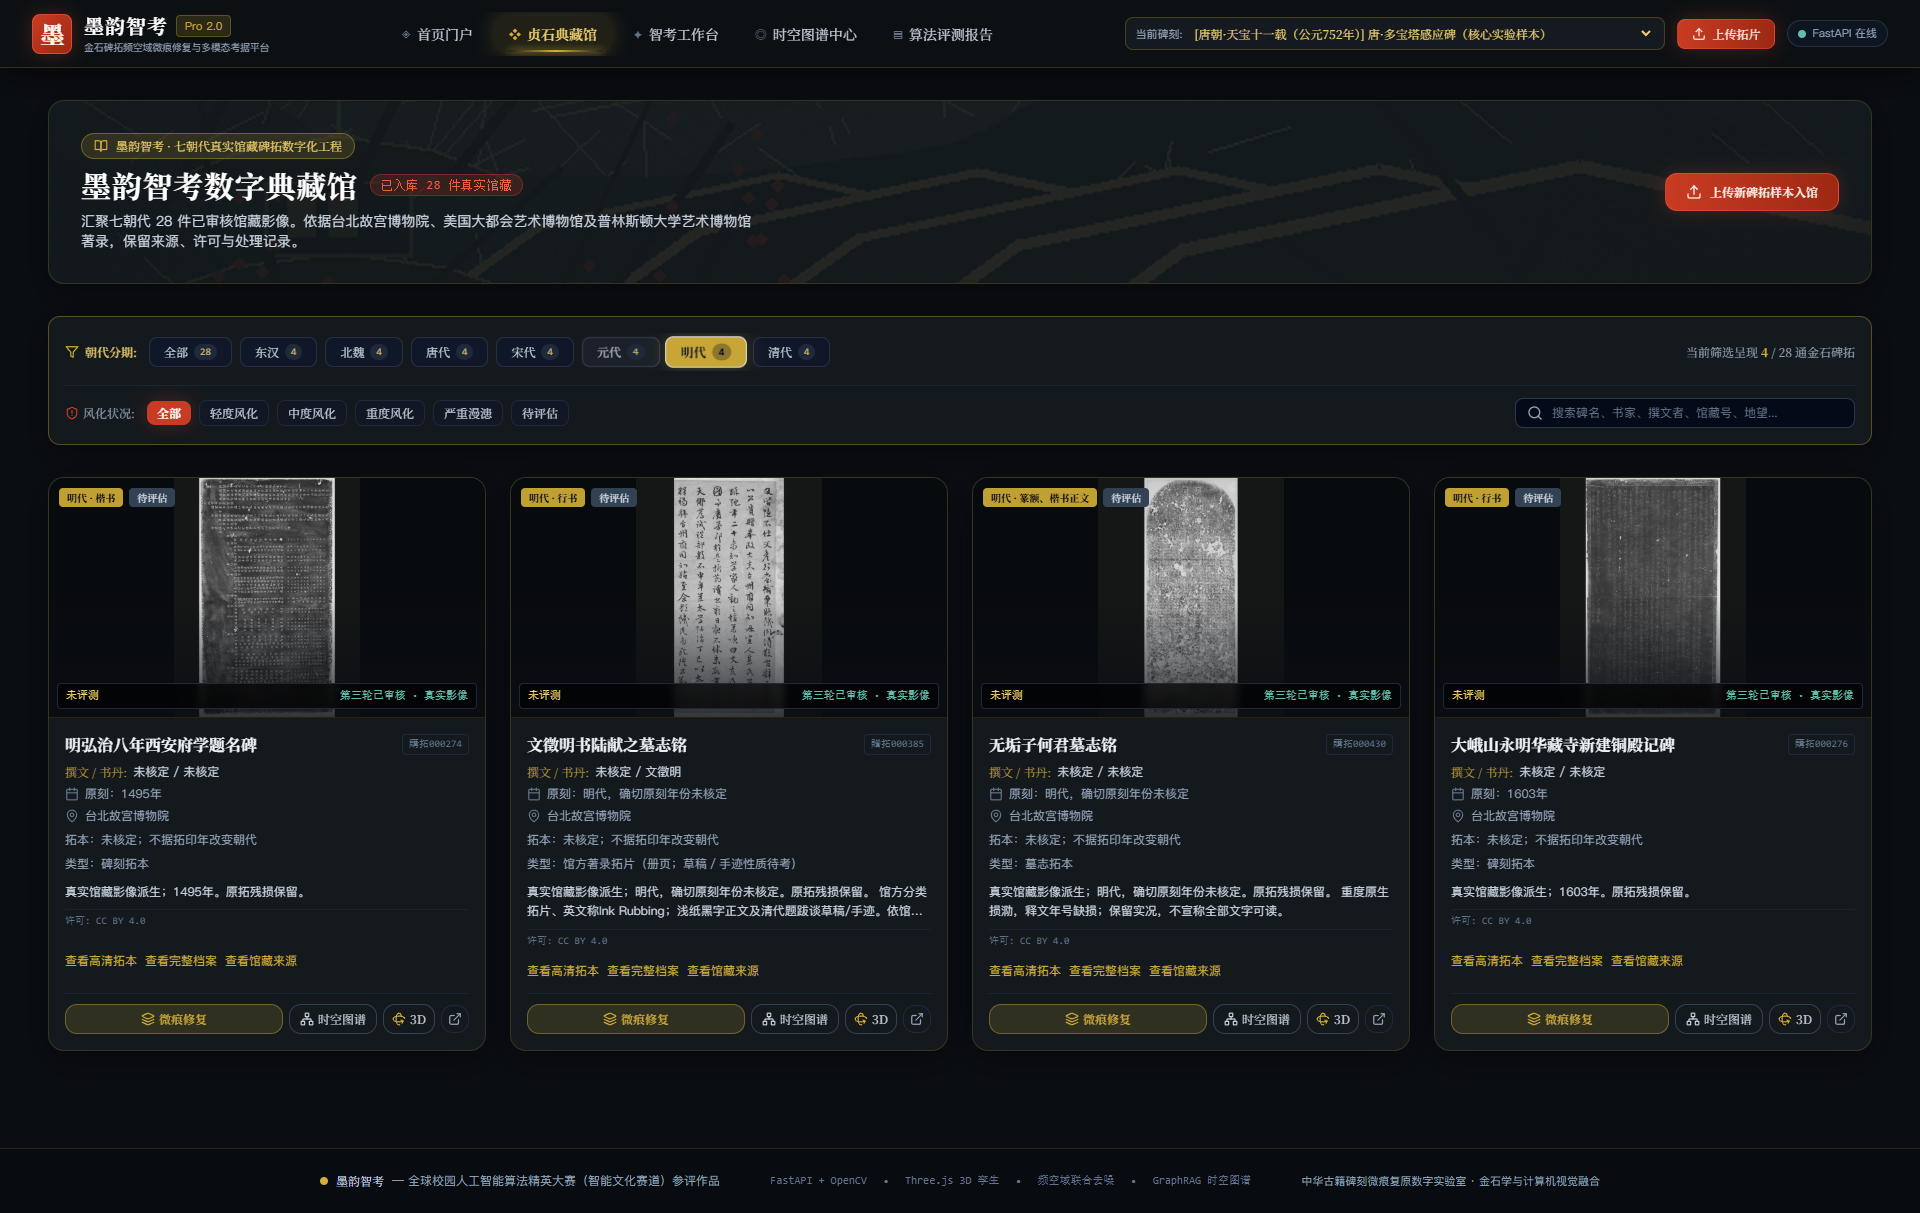 墨 墨韵智考 Pro 2.0
金石碑拓频空域微痕修复与多模态考据平台
首页门户 贞石典藏馆 智考工作台 时空图谱中心 算法评测报告
当前碑刻: [唐朝·天宝十一载（公元752年）] 唐·多宝塔感应碑（核心实验样本） 上传拓片 FastAPI 在线
墨韵智考 · 七朝代真实馆藏碑拓数字化工程
墨韵智考数字典藏馆 已入库 28 件真实馆藏
汇聚七朝代 28 件已审核馆藏影像。依据台北故宫博物院、美国大都会艺术博物馆及普林斯顿大学艺术博物馆
著录，保留来源、许可与处理记录。
上传新碑拓样本入馆
朝代分期: 全部 28 东汉 4 北魏 4 唐代 4 宋代 4 元代 4 明代 4 清代 4
当前筛选呈现 4 / 28 通金石碑拓
风化状况: 全部 轻度风化 中度风化 重度风化 严重漫漶 待评估
搜索碑名、书家、撰文者、馆藏号、地望...
明代 · 楷书 待评估
未评测 第三轮已审核 · 真实影像
明弘治八年西安府学题名碑 购拓000274
撰文 / 书丹: 未核定 / 未核定
原刻: 1495年
台北故宫博物院
拓本: 未核定；不据拓印年改变朝代
类型: 碑刻拓本
真实馆藏影像派生；1495年。原拓残损保留。
许可: CC BY 4.0
查看高清拓本 查看完整档案 查看馆藏来源
微痕修复 时空图谱 3D
明代 · 行书 待评估
未评测 第三轮已审核 · 真实影像
文徵明书陆献之墓志铭 赠拓000385
撰文 / 书丹: 未核定 / 文徵明
原刻: 明代，确切原刻年份未核定
台北故宫博物院
拓本: 未核定；不据拓印年改变朝代
类型: 馆方著录拓片（册页；草稿 / 手迹性质待考）
真实馆藏影像派生；明代，确切原刻年份未核定。原拓残损保留。 馆方分类
拓片、英文称Ink Rubbing；浅纸黑字正文及清代题跋谈草稿/手迹。依馆…
许可: CC BY 4.0
查看高清拓本 查看完整档案 查看馆藏来源
微痕修复 时空图谱 3D
明代 · 篆额、楷书正文 待评估
未评测 第三轮已审核 · 真实影像
无垢子何君墓志铭 购拓000430
撰文 / 书丹: 未核定 / 未核定
原刻: 明代，确切原刻年份未核定
台北故宫博物院
拓本: 未核定；不据拓印年改变朝代
类型: 墓志拓本
真实馆藏影像派生；明代，确切原刻年份未核定。原拓残损保留。 重度原生
损泐，释文年号缺损；保留实况，不宣称全部文字可读。
许可: CC BY 4.0
查看高清拓本 查看完整档案 查看馆藏来源
微痕修复 时空图谱 3D
明代 · 行书 待评估
未评测 第三轮已审核 · 真实影像
大峨山永明华藏寺新建铜殿记碑 购拓000276
撰文 / 书丹: 未核定 / 未核定
原刻: 1603年
台北故宫博物院
拓本: 未核定；不据拓印年改变朝代
类型: 碑刻拓本
真实馆藏影像派生；1603年。原拓残损保留。
许可: CC BY 4.0
查看高清拓本 查看完整档案 查看馆藏来源
微痕修复 时空图谱 3D
墨韵智考 — 全球校园人工智能算法精英大赛（智能文化赛道）参评作品 FastAPI + OpenCV • Three.js 3D 孪生 • 频空域联合去噪 • GraphRAG 时空图谱 中华古籍碑刻微痕复原数字实验室 · 金石学与计算机视觉融合